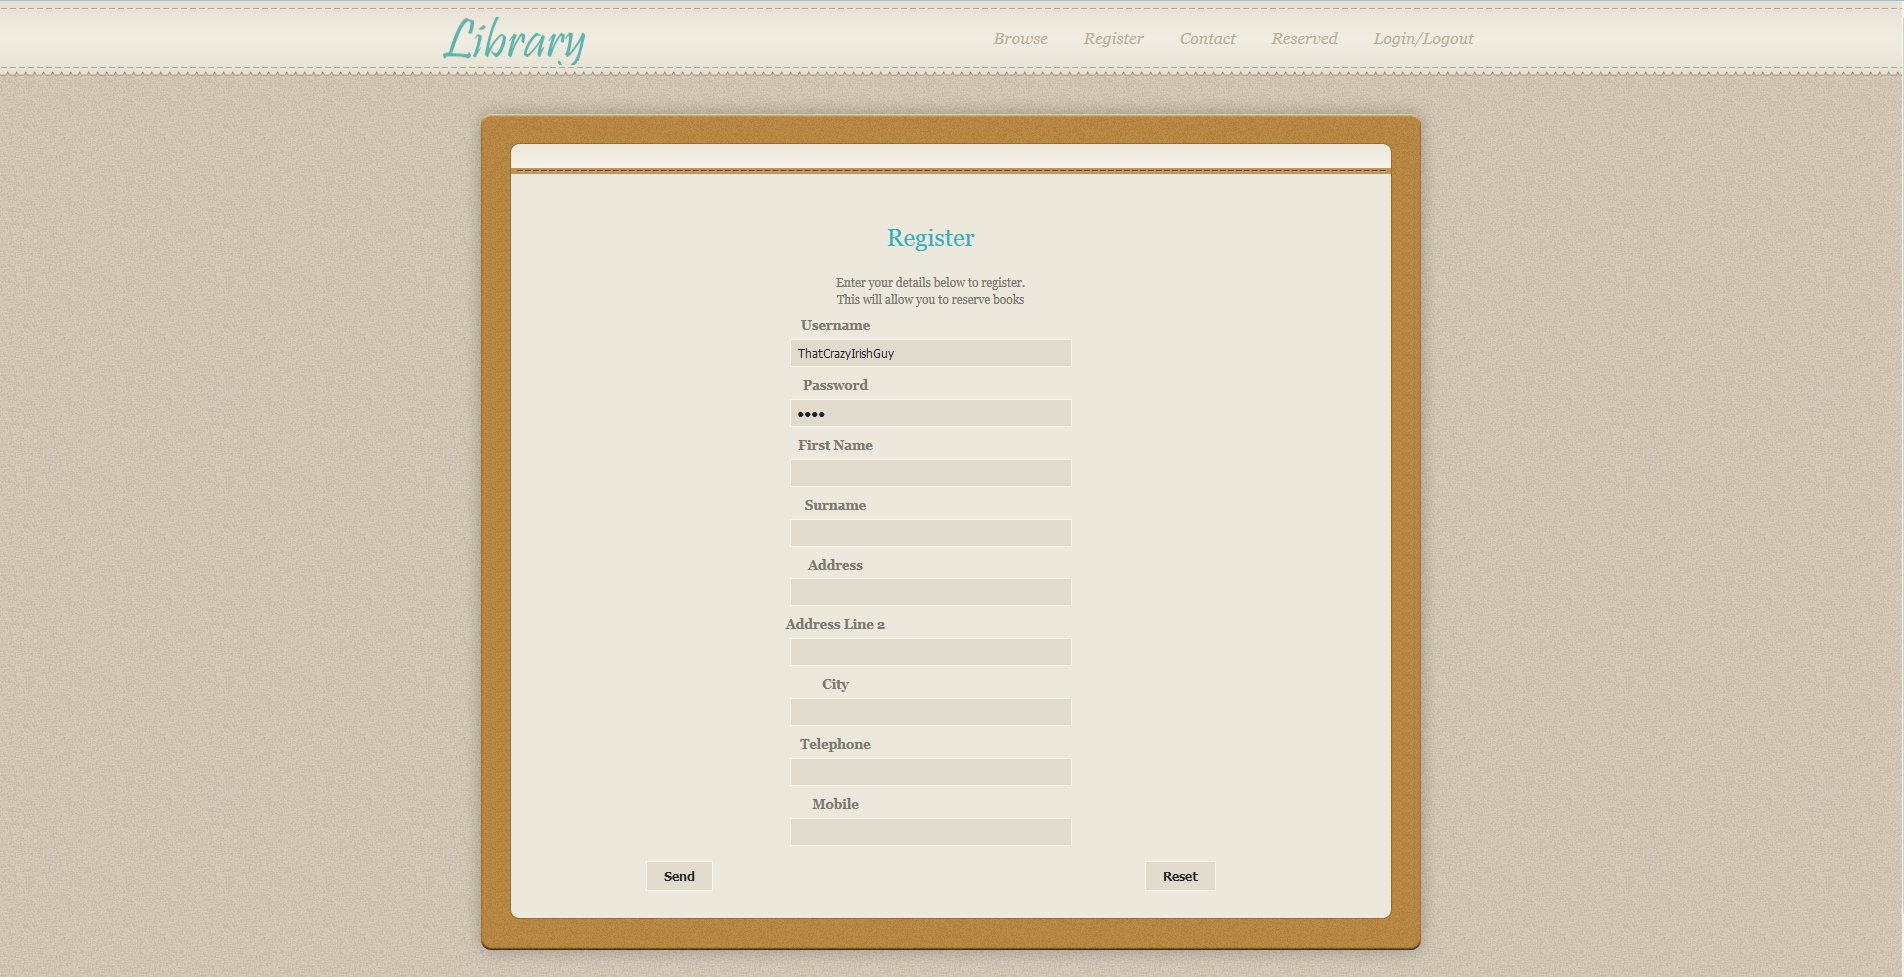 Library
Browse Register Contact Reserved Login/Logout
Register
Enter your details below to register.
This will allow you to reserve books
Username
ThatCrazyIrishGuy
Password
••••
First Name
Surname
Address
Address Line 2
City
Telephone
Mobile
Send Reset